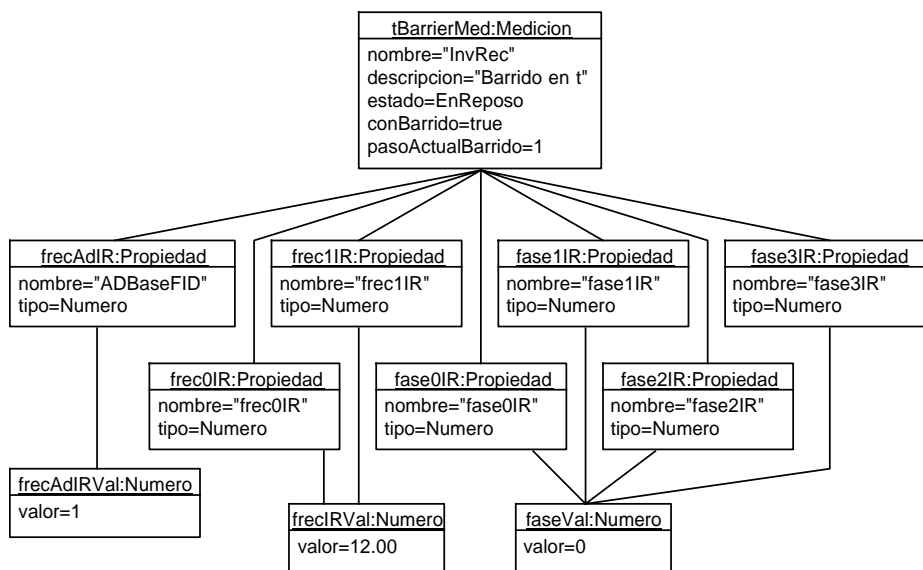 tBarrierMed:Medicion
nombre="InvRec"
descripcion="Barrido en t"
estado=EnReposo
conBarrido=true
pasoActualBarrido=1
frecAdIR:Propiedad
nombre="ADBaseFID"
tipo=Numero
frec1IR:Propiedad
nombre="frec1IR"
tipo=Numero
fase1IR:Propiedad
nombre="fase1IR"
tipo=Numero
fase3IR:Propiedad
nombre="fase3IR"
tipo=Numero
frec0IR:Propiedad
nombre="frec0IR"
tipo=Numero
fase0IR:Propiedad
nombre="fase0IR"
tipo=Numero
fase2IR:Propiedad
nombre="fase2IR"
tipo=Numero
frecAdIRVal:Numero
valor=1
frecIRVal:Numero
valor=12.00
faseVal:Numero
valor=0